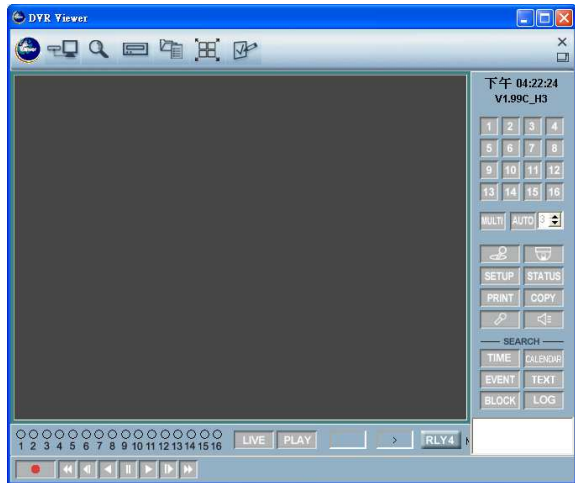 DVR Viewer
下午 04:22:24
V1.99C_H3
1 2 3 4
5 6 7 8
9 10 11 12
13 14 15 16
MULTI AUTO 3
SETUP STATUS
PRINT COPY
SEARCH
TIME CALENDAR
EVENT TEXT
BLOCK LOG
1 2 3 4 5 6 7 8 9 10 11 12 13 14 15 16
LIVE PLAY > RLY4